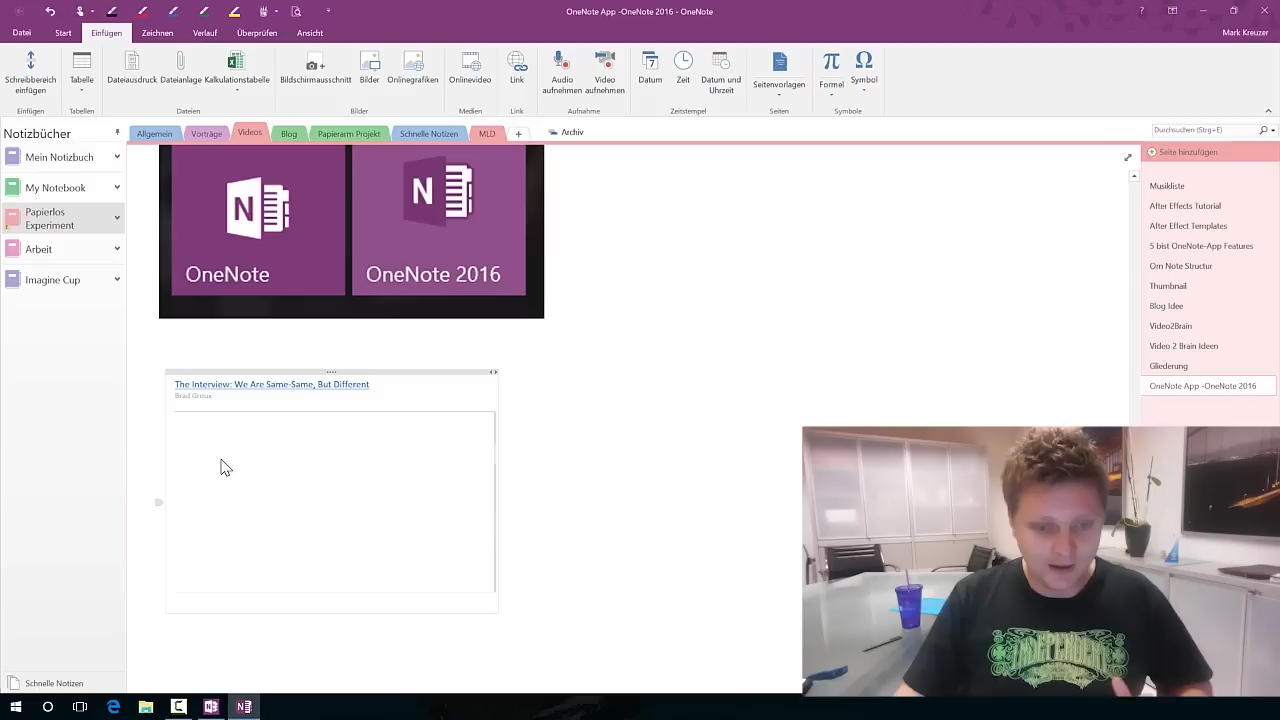 OneNote App -OneNote 2016 - OneNote
Mark Kreuzer
Datei Start Einfügen Zeichnen Verlauf Überprüfen Ansicht
Schreibbereich einfügen
Tabelle
Dateiausdruck
Dateianlage
Kalkulationstabelle
Bildschirmausschnitt
Bilder
Onlinegrafiken
Onlinevideo
Link
Audio aufnehmen
Video aufnehmen
Datum
Zeit
Datum und Uhrzeit
Seitenvorlagen
Formel
Symbol
Einfügen Tabellen Dateien Bilder Medien Link Aufnahme Zeitstempel Seiten Symbole
Notizbücher
Allgemein Vorträge Videos Blog Papierarm Projekt Schnelle Notizen MLD + Archiv
Durchsuchen (Strg+E)
Mein Notizbuch
My Notebook
Papierlos
Experiment
Arbeit
Imagine Cup
Schnelle Notizen
N OneNote
N OneNote 2016
The Interview: We Are Same-Same, But Different
Brad Groux
Seite hinzufügen
Musikliste
After Effects Tutorial
After Effect Templates
5 bist OneNote-App Features
Orn Note Structur
Thumbnail
Blog Idee
Video2Brain
Video 2 Brain Ideen
Gliederung
OneNote App -OneNote 2016
INDEPENDENT